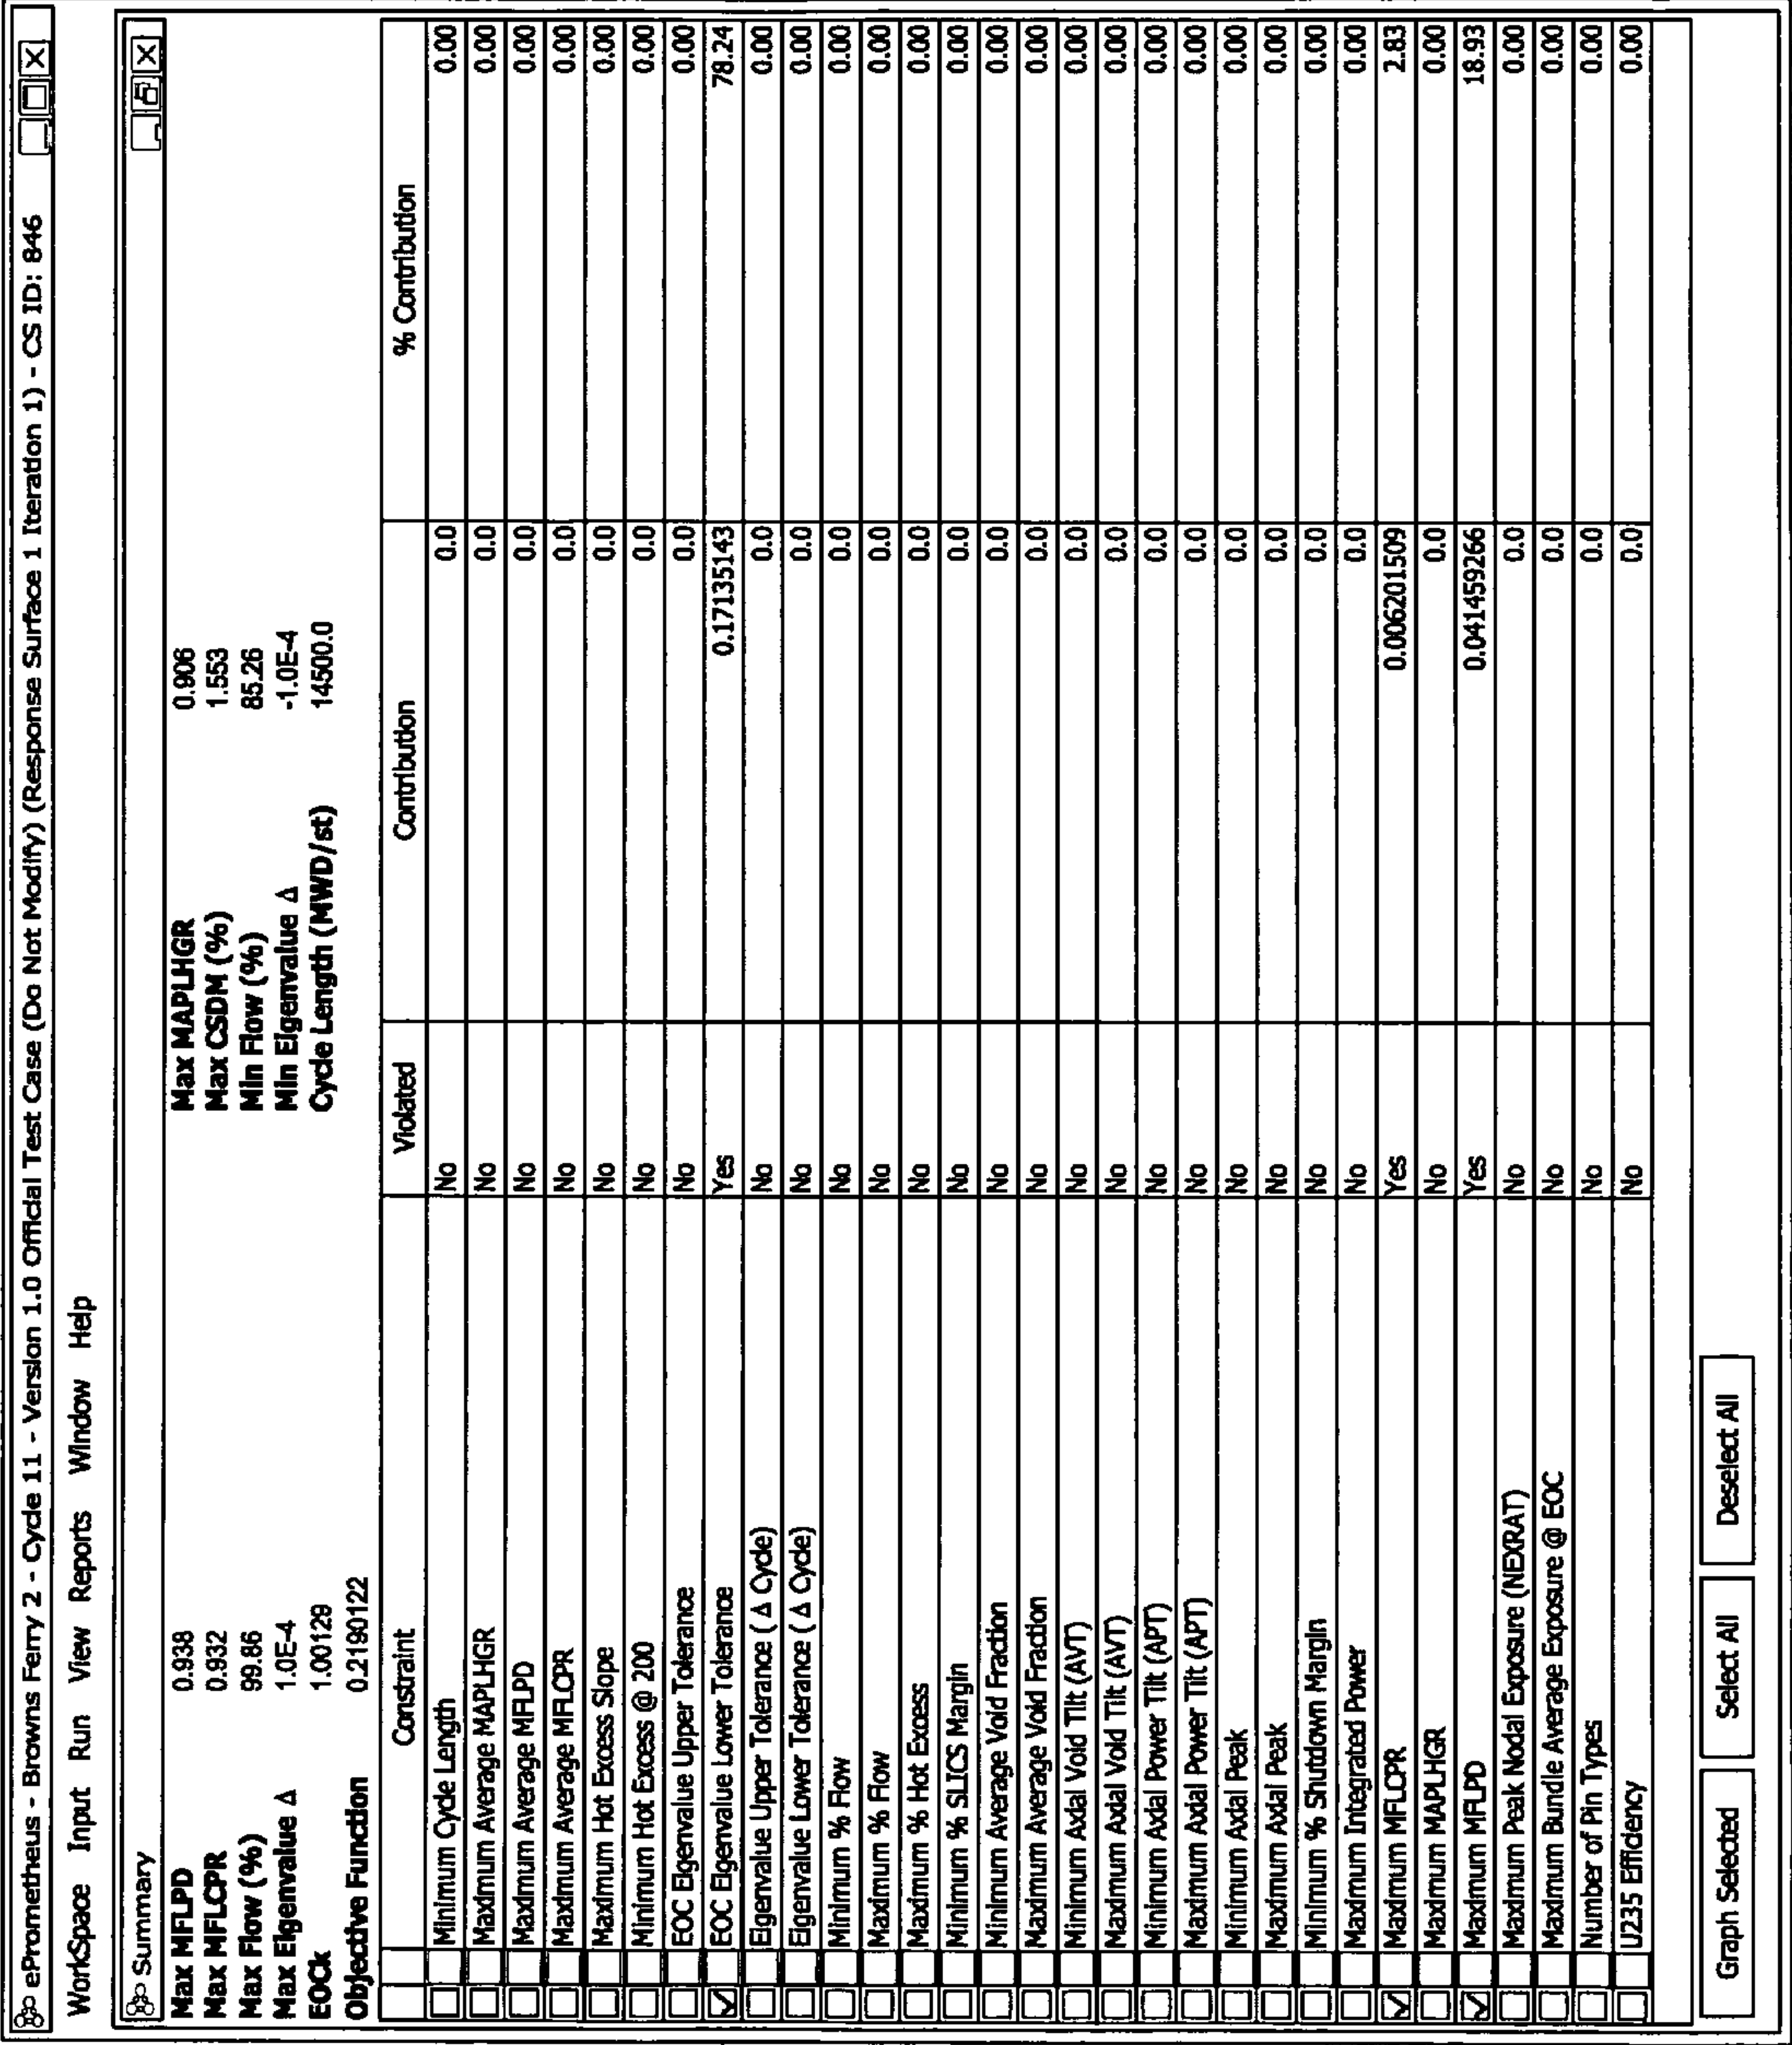 ePrometheus - Browns Ferry 2 - Cycle 11 - Version 1.0 Official Test Case (Do Not Modify) (Response Surface 1 Iteration 1) - CS ID: 846
WorkSpace Input Run View Reports Window Help
Summary
Max MFLPD 0.938 Max MAPLHGR 0.906
Max MFLCPR 0.932 Max CSDM (%) 1.553
Max Flow (%) 99.86 Min Flow (%) 85.26
Max Eigenvalue Δ 1.0E-4 Min Eigenvalue Δ -1.0E-4
EOCk 1.00129 Cycle Length (MWD/st) 14500.0
Objective Function 0.2190122
Constraint Violated Contribution % Contribution
Minimum Cycle Length No 0.0 0.00
Maximum Average MAPLHGR No 0.0 0.00
Maximum Average MFLPD No 0.0 0.00
Maximum Average MFLCPR No 0.0 0.00
Maximum Hot Excess Slope No 0.0 0.00
Minimum Hot Excess @ 200 No 0.0 0.00
EOC Eigenvalue Upper Tolerance No 0.0 0.00
EOC Eigenvalue Lower Tolerance Yes 0.17135143 78.24
Eigenvalue Upper Tolerance ( Δ Cycle) No 0.0 0.00
Eigenvalue Lower Tolerance ( Δ Cycle) No 0.0 0.00
Minimum % Flow No 0.0 0.00
Maximum % Flow No 0.0 0.00
Maximum % Hot Excess No 0.0 0.00
Minimum % SLICS Margin No 0.0 0.00
Minimum Average Void Fraction No 0.0 0.00
Maximum Average Void Fraction No 0.0 0.00
Minimum Axial Void Tilt (AVT) No 0.0 0.00
Maximum Axial Void Tilt (AVT) No 0.0 0.00
Minimum Axial Power Tilt (APT) No 0.0 0.00
Maximum Axial Power Tilt (APT) No 0.0 0.00
Minimum Axial Peak No 0.0 0.00
Maximum Axial Peak No 0.0 0.00
Minimum % Shutdown Margin No 0.0 0.00
Maximum Integrated Power No 0.0 0.00
Maximum MFLCPR Yes 0.006201509 2.83
Maximum MAPLHGR No 0.0 0.00
Maximum MFLPD Yes 0.041459266 18.93
Maximum Peak Nodal Exposure (NEXRAT) No 0.0 0.00
Maximum Bundle Average Exposure @ EOC No 0.0 0.00
Number of Pin Types No 0.0 0.00
U235 Efficiency No 0.0 0.00
Graph Selected Select All Deselect All